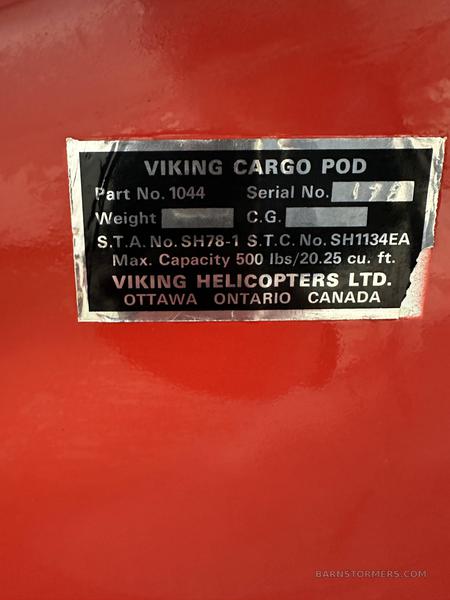 VIKING CARGO POD
Part No. 1044 Serial No.
Weight C.G.
S.T.A. No. SH78-1 S.T.C. No. SH1134EA
Max. Capacity 500 lbs/20.25 cu. ft.
VIKING HELICOPTERS LTD.
OTTAWA ONTARIO CANADA
BARNSTORMERS.COM